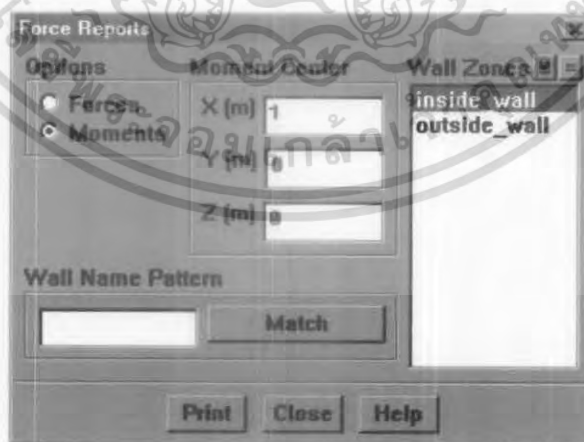 Force Reports
Options
Forces
Moments
Moment Center
X (m) 1
Y (m) 0
Z (m) 0
Wall Zones
inside_wall
outside_wall
Wall Name Pattern
Match
Print Close Help